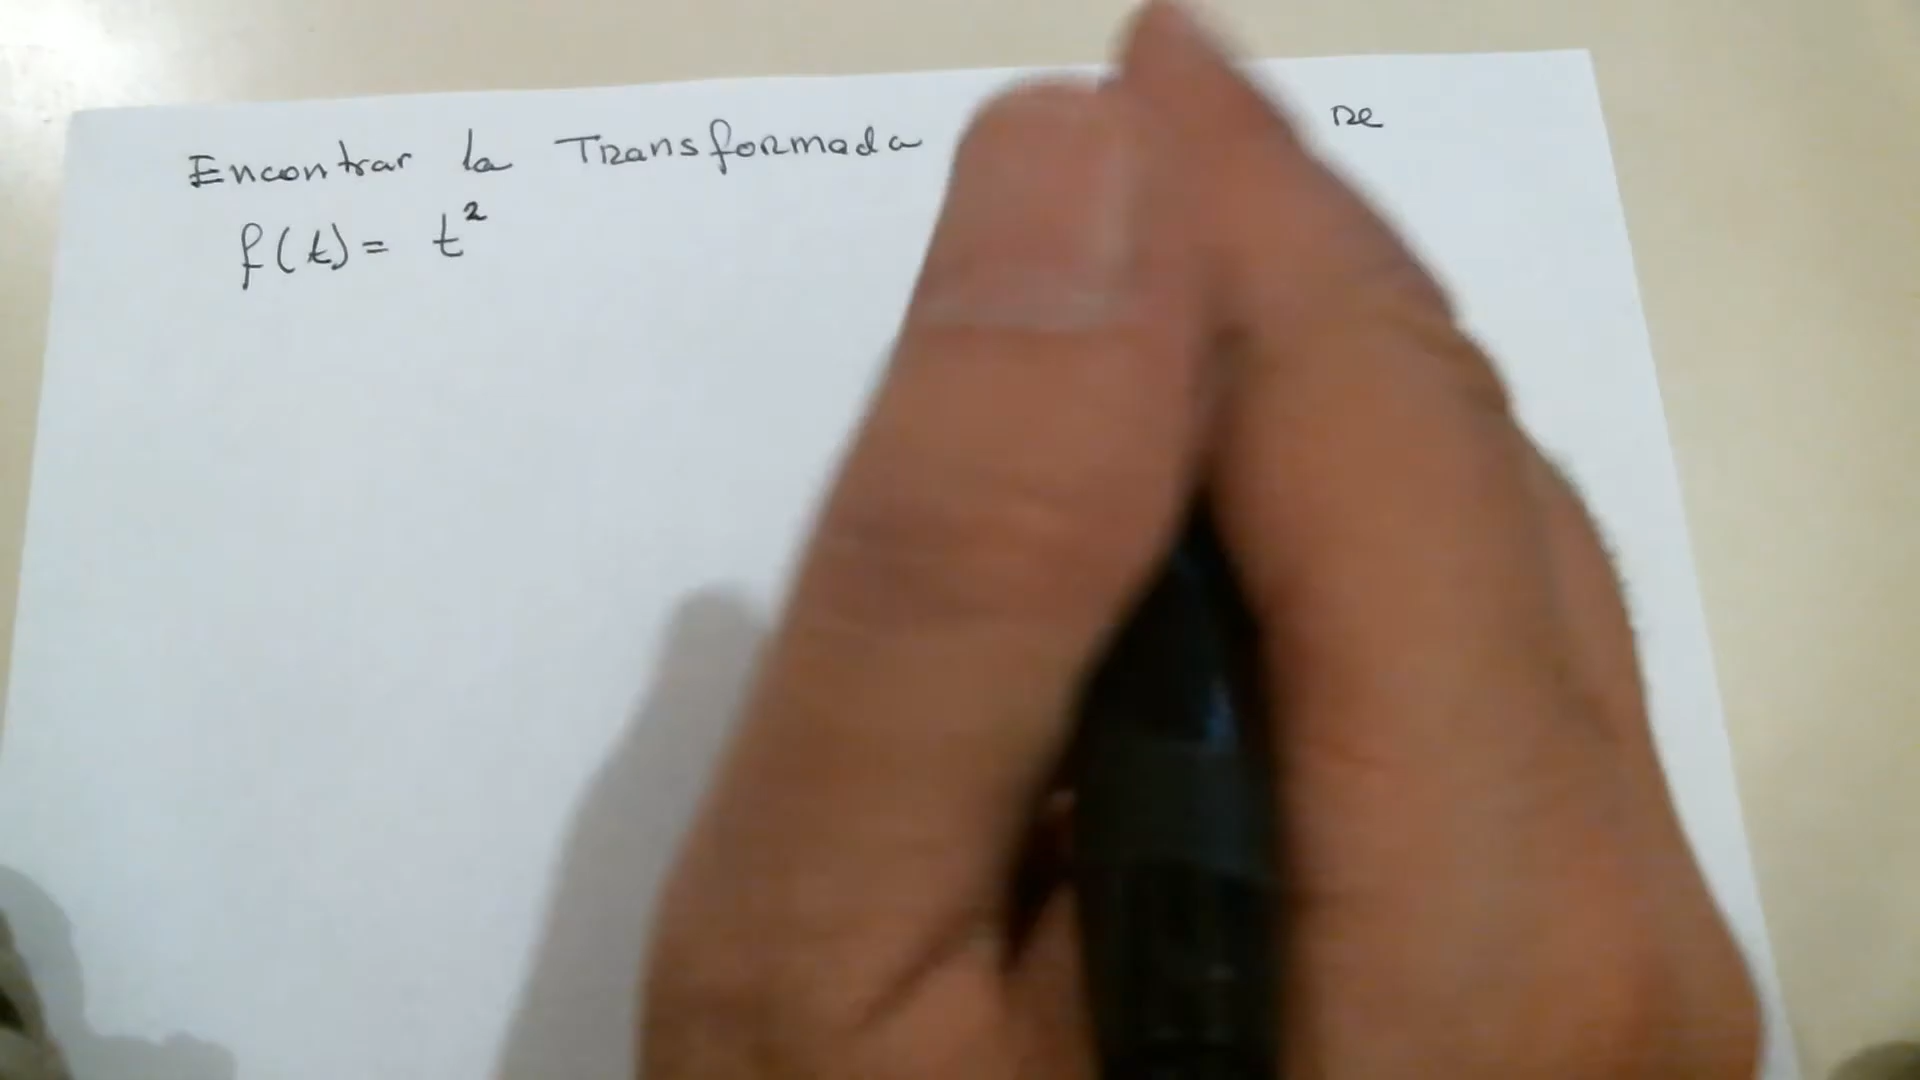 Encontrar la Transformada de
f(t) = t²